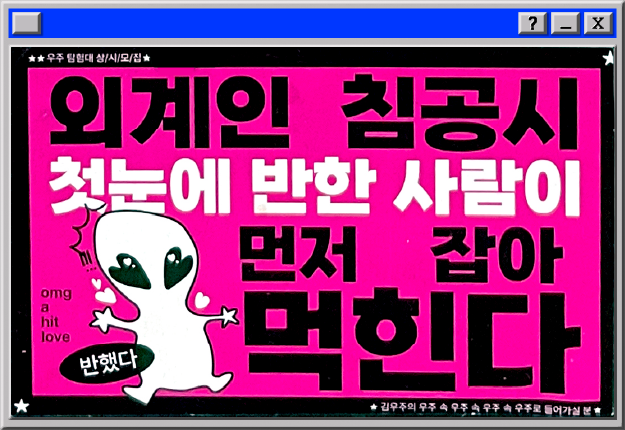 ★★우주 탐험대 상/시/모/집★
외계인 침공시
첫눈에 반한 사람이
먼저 잡아
먹힌다
omg
a
hit
love
반했다
★ 김우주의 우주 속 우주 속 우주 속 우주로 들어가실 분 ★